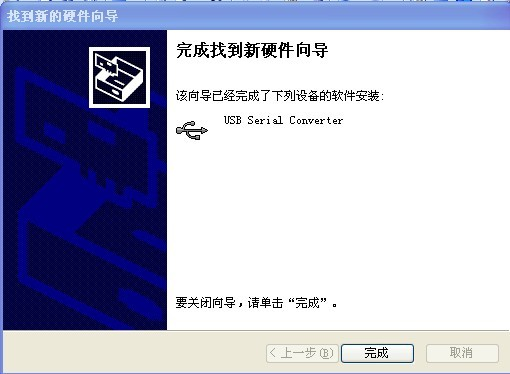 找到新的硬件向导
完成找到新硬件向导
该向导已经完成了下列设备的软件安装:
USB Serial Converter
要关闭向导，请单击“完成”。
< 上一步(B)
完成
取消